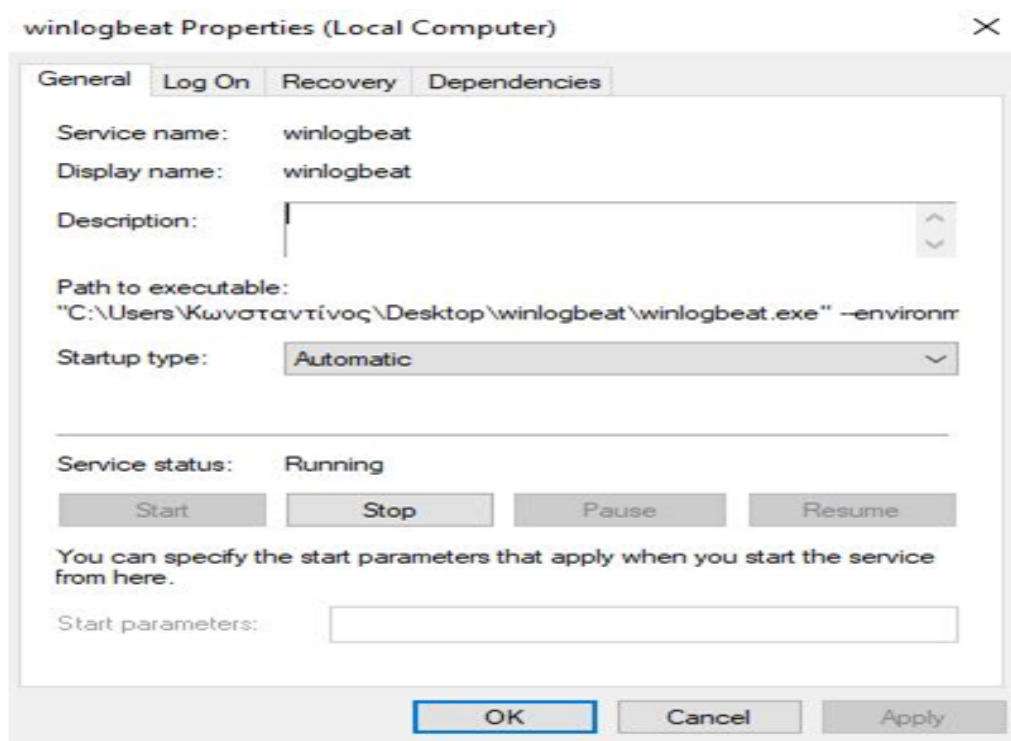 winlogbeat Properties (Local Computer)
General Log On Recovery Dependencies
Service name: winlogbeat
Display name: winlogbeat
Description:
Path to executable:
"C:\Users\Κωνσταντίνος\Desktop\winlogbeat\winlogbeat.exe" --environm
Startup type: Automatic
Service status: Running
Start Stop Pause Resume
You can specify the start parameters that apply when you start the service
from here.
Start parameters:
OK Cancel Apply